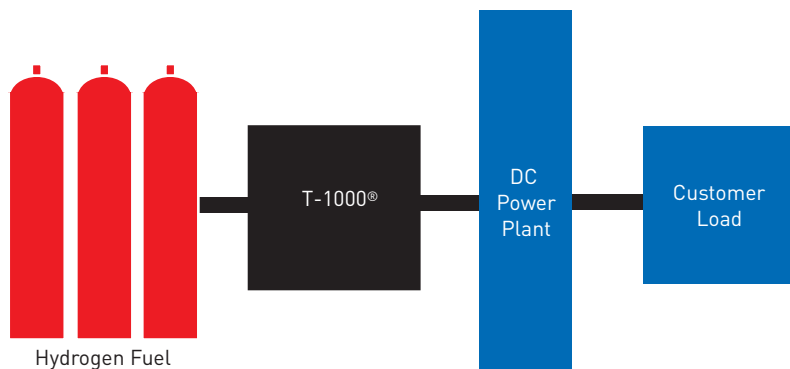 T-1000®
DC
Power
Plant
Customer
Load
Hydrogen Fuel